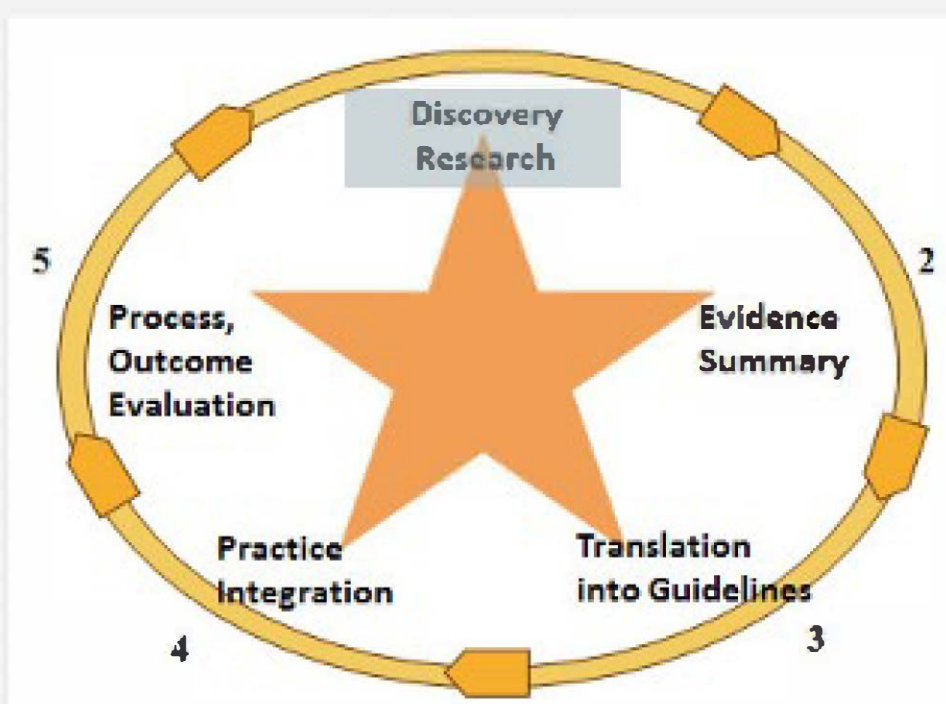 Discovery
Research
5
2
Process,
Outcome
Evaluation
Evidence
Summary
Practice
Integration
Translation
into Guidelines
4
3